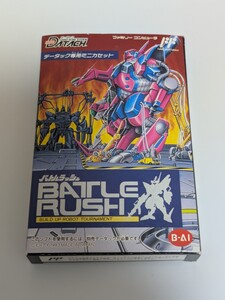 DATACH
ファミリーコンピュータ
データック専用ミニカセット
バトルラッシュ
BATTLE
RUSH
BUILD UP ROBOT TOURNAMENT
B-A1